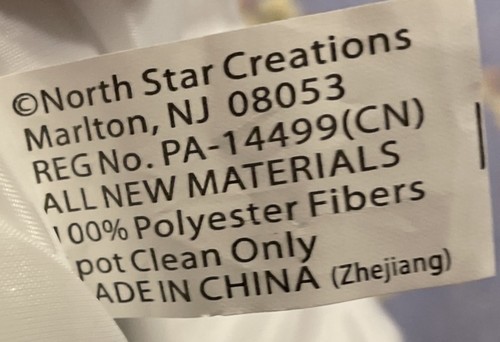 ©North Star Creations
Marlton, NJ 08053
REG No. PA-14499(CN)
ALL NEW MATERIALS
100% Polyester Fibers
pot Clean Only
ADE IN CHINA (Zhejiang)